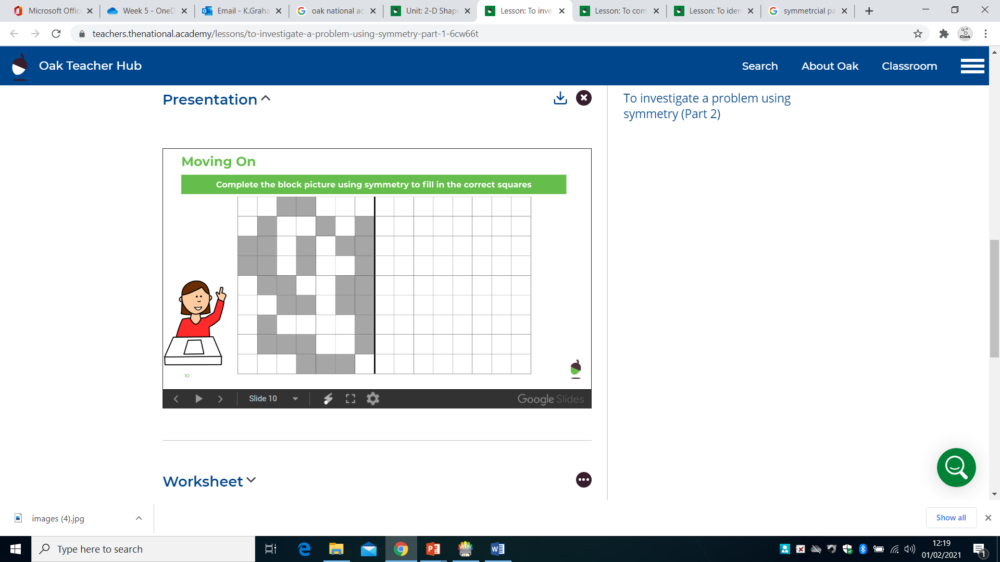 Microsoft Offic
Week 5 - OneD
Email - K.Graha
oak national ac
Unit: 2-D Shape
Lesson: To inve
Lesson: To com
Lesson: To iden
symmetrcial pa
teachers.thenational.academy/lessons/to-investigate-a-problem-using-symmetry-part-1-6cw66t
Climb
Oak Teacher Hub
Search
About Oak
Classroom
Presentation
To investigate a problem using
symmetry (Part 2)
Moving On
Complete the block picture using symmetry to fill in the correct squares
10
Slide 10
Google Slides
Worksheet
images (4).jpg
Show all
Type here to search
12:19
01/02/2021
1